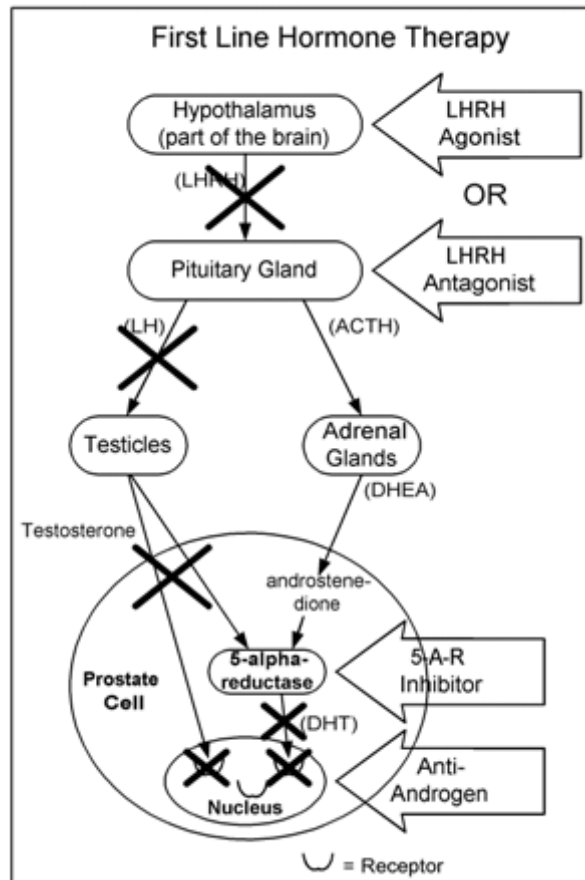 First Line Hormone Therapy
Hypothalamus
(part of the brain)
LHRH
Agonist
(LHRH)
OR
Pituitary Gland
LHRH
Antagonist
(LH)
(ACTH)
Testicles
Adrenal
Glands
(DHEA)
Testosterone
androstene-
dione
5-alpha-
reductase
5-A-R
Inhibitor
Prostate
Cell
(DHT)
Anti-
Androgen
Nucleus
= Receptor